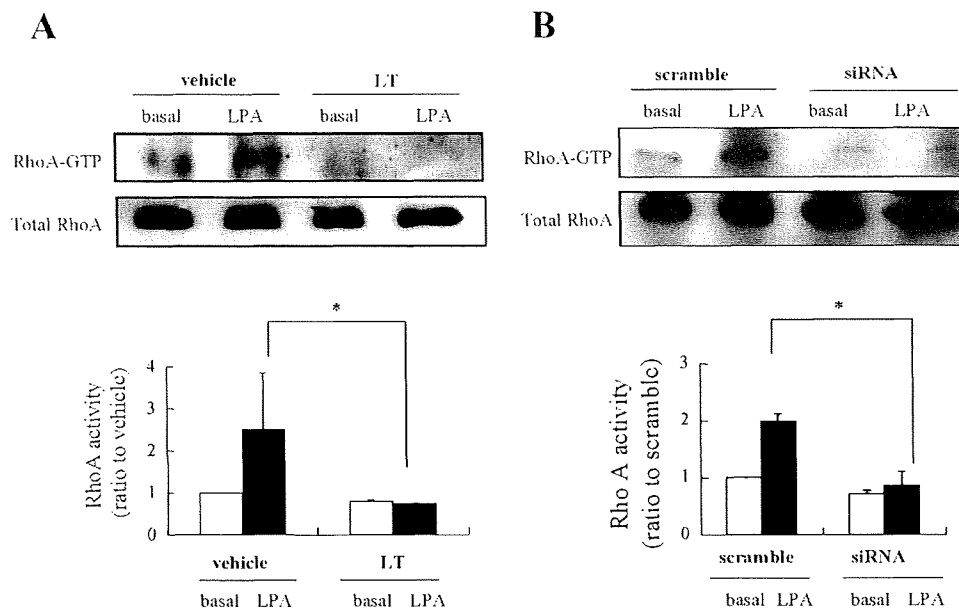 A
vehicle LT
basal LPA basal LPA
RhoA-GTP
Total RhoA
*
4
3
2
1
0
RhoA activity
(ratio to vehicle)
vehicle LT
basal LPA basal LPA
B
scramble siRNA
basal LPA basal LPA
RhoA-GTP
Total RhoA
*
3
2
1
0
Rho A activity
(ratio to scramble)
scramble siRNA
basal LPA basal LPA